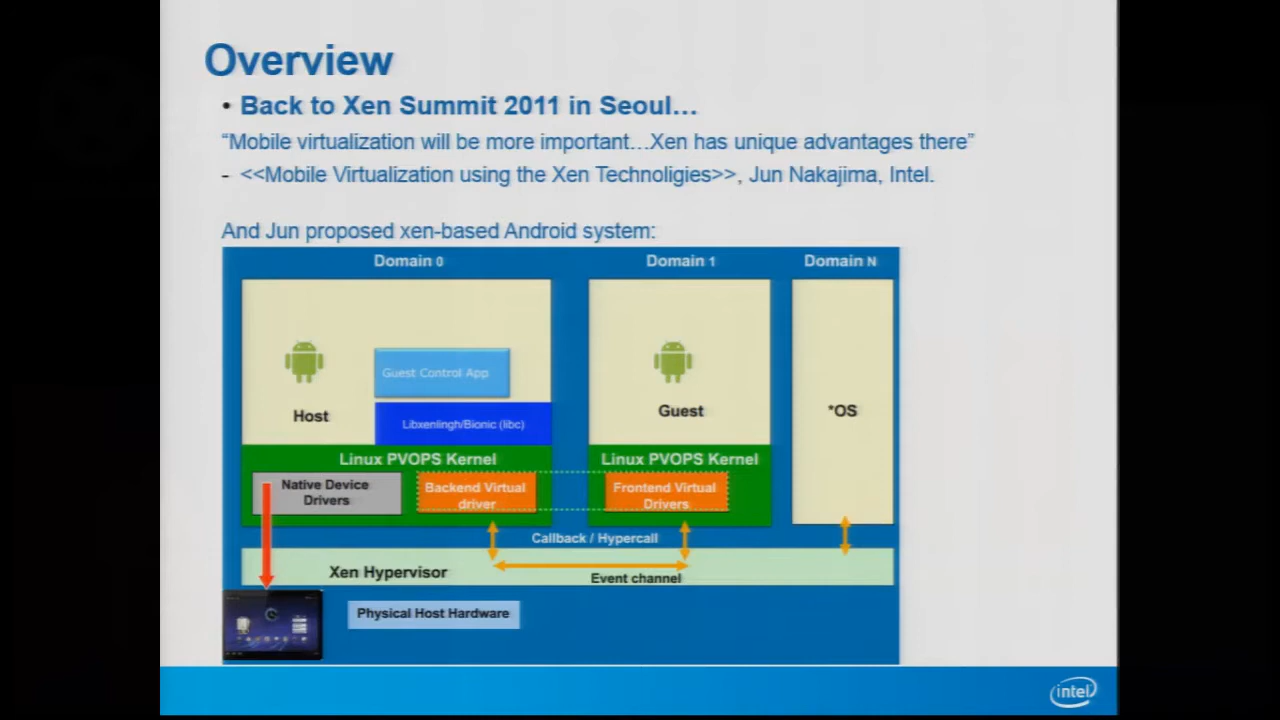 Overview
• Back to Xen Summit 2011 in Seoul…
“Mobile virtualization will be more important…Xen has unique advantages there”
- <<Mobile Virtualization using the Xen Technoligies>>, Jun Nakajima, Intel.
And Jun proposed xen-based Android system:
Domain 0
Domain 1
Domain N
Guest Control App
Host
Guest
*OS
Libxenlingh/Bionic (libc)
Linux PVOPS Kernel
Linux PVOPS Kernel
Native Device
Drivers
Backend Virtual
driver
Frontend Virtual
Drivers
Callback / Hypercall
Xen Hypervisor
Event channel
Physical Host Hardware
intel